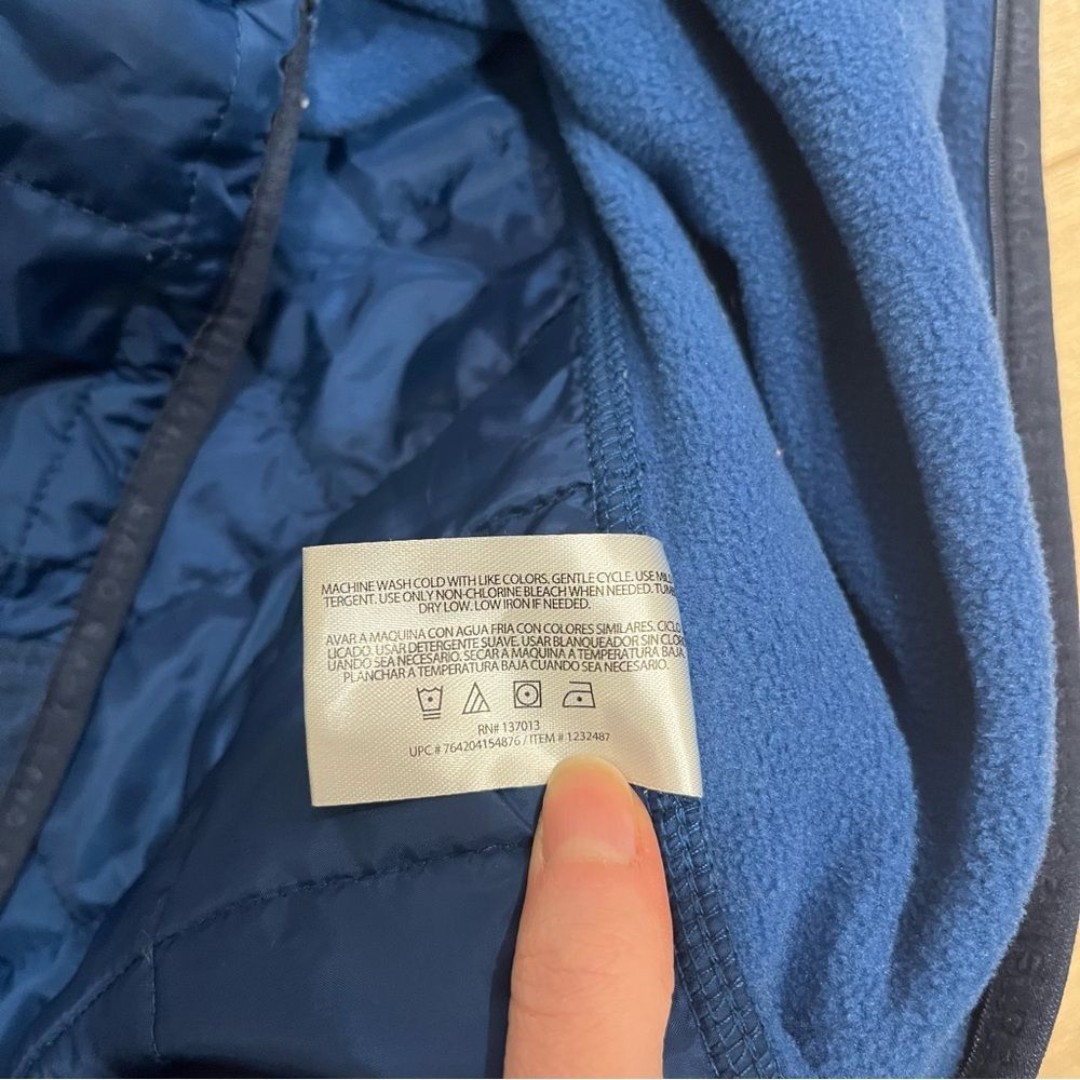 MACHINE WASH COLD WITH LIKE COLORS. GENTLE CYCLE. USE MIL
TERGENT. USE ONLY NON-CHLORINE BLEACH WHEN NEEDED. TUM
DRY LOW. LOW IRON IF NEEDED.
AVAR A MAQUINA CON AGUA FRIA CON COLORES SIMILARES. CICLO
LICADO. USAR DETERGENTE SUAVE. USAR BLANQUEADOR SIN CLOR
UANDO SEA NECESARIO. SECAR A MAQUINA A TEMPERATURA BAJA.
PLANCHAR A TEMPERATURA BAJA CUANDO SEA NECESARIO.
RN# 137013
UPC # 764204154876 / ITEM # 1232487